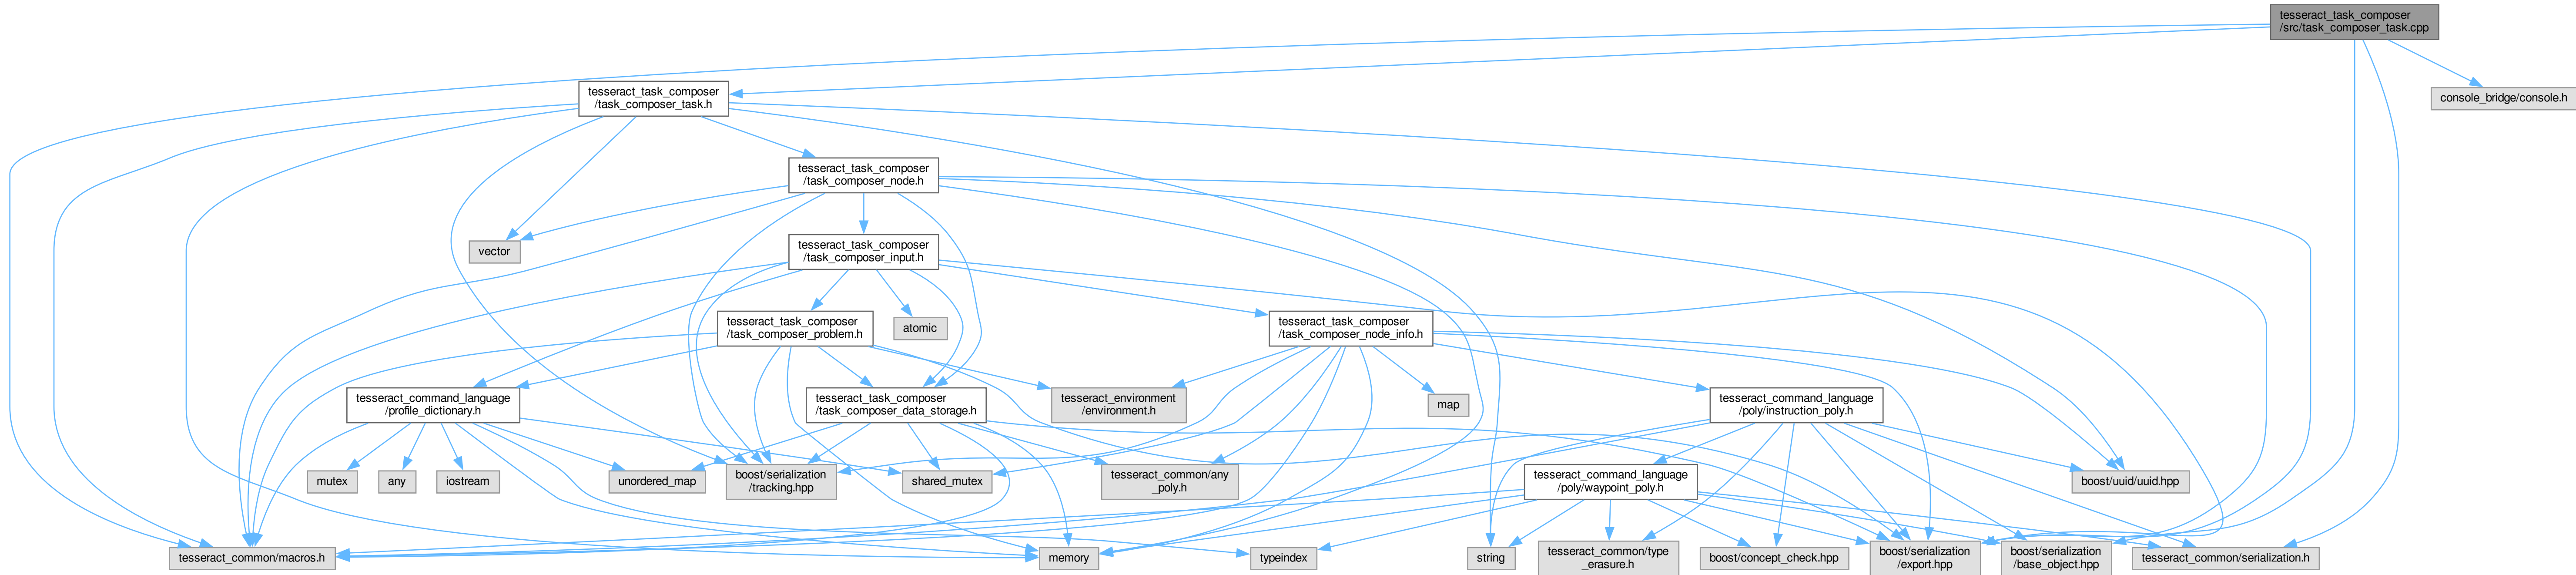 tesseract_task_composer
/src/task_composer_task.cpp
tesseract_task_composer
/task_composer_task.h
console_bridge/console.h
tesseract_task_composer
/task_composer_node.h
vector
tesseract_task_composer
/task_composer_input.h
tesseract_task_composer
/task_composer_problem.h
atomic
tesseract_task_composer
/task_composer_node_info.h
tesseract_command_language
/profile_dictionary.h
tesseract_task_composer
/task_composer_data_storage.h
tesseract_environment
/environment.h
map
tesseract_command_language
/poly/instruction_poly.h
mutex
any
iostream
unordered_map
boost/serialization
/tracking.hpp
shared_mutex
tesseract_common/any
_poly.h
tesseract_command_language
/poly/waypoint_poly.h
boost/uuid/uuid.hpp
tesseract_common/macros.h
memory
typeindex
string
tesseract_common/type
_erasure.h
boost/concept_check.hpp
boost/serialization
/export.hpp
boost/serialization
/base_object.hpp
tesseract_common/serialization.h